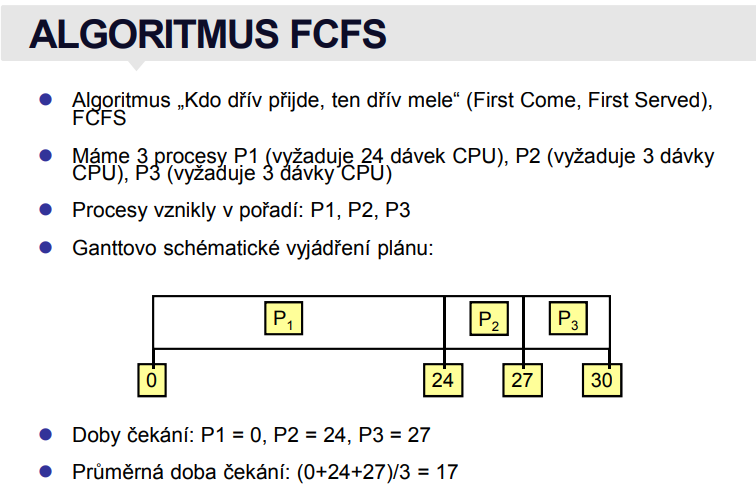 ALGORITMUS FCFS
Algoritmus „Kdo dřív přijde, ten dřív mele“ (First Come, First Served),
FCFS
Máme 3 procesy P1 (vyžaduje 24 dávek CPU), P2 (vyžaduje 3 dávky
CPU), P3 (vyžaduje 3 dávky CPU)
Procesy vznikly v pořadí: P1, P2, P3
Ganttovo schématické vyjádření plánu:
P1 P2 P3
0 24 27 30
Doby čekání: P1 = 0, P2 = 24, P3 = 27
Průměrná doba čekání: (0+24+27)/3 = 17